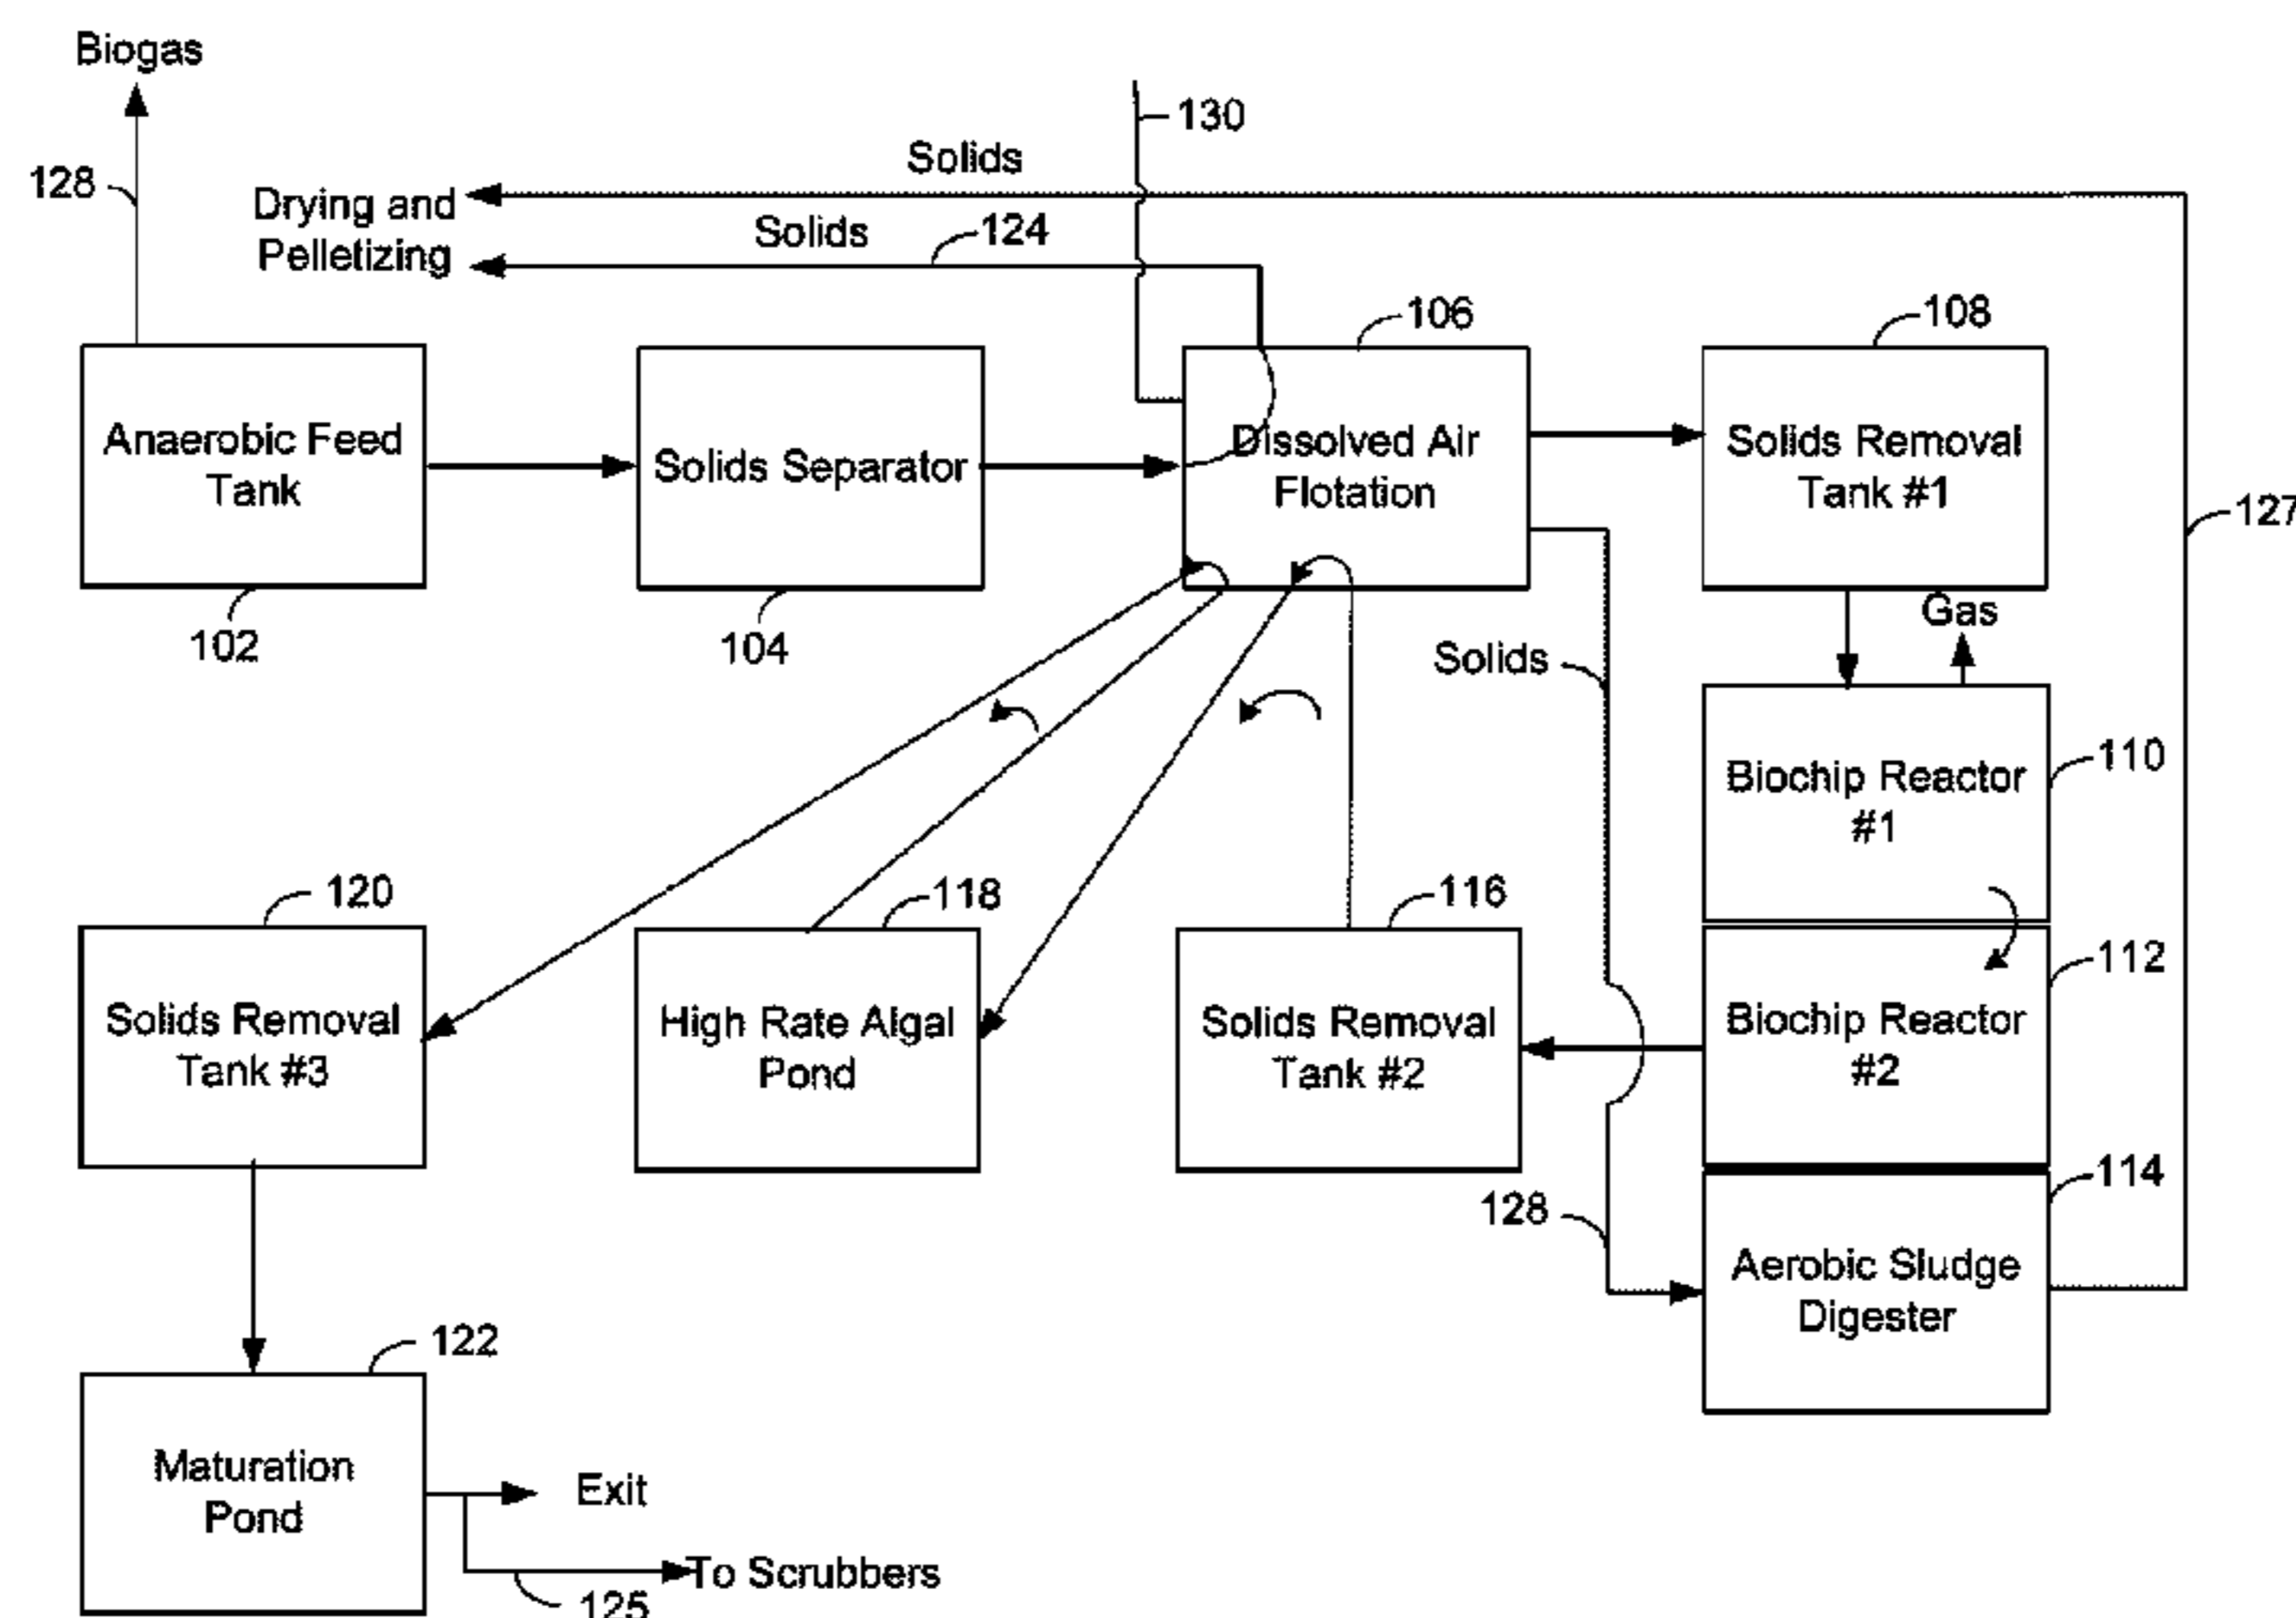 Biogas
130
Solids
128
Drying and
Pelletizing
Solids
124
106
108
Anaerobic Feed
Tank
Solids Separator
Dissolved Air
Flotation
Solids Removal
Tank #1
127
102
104
Gas
Solids
Biochip Reactor
#1
110
120
118
116
112
Solids Removal
Tank #3
High Rate Algal
Pond
Solids Removal
Tank #2
Biochip Reactor
#2
114
128
Aerobic Sludge
Digester
122
Maturation
Pond
Exit
To Scrubbers
125